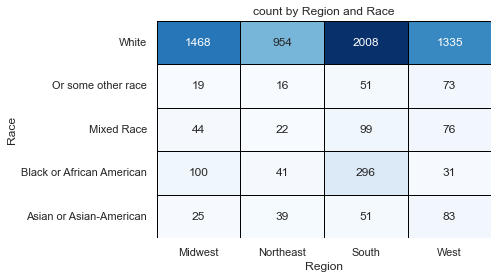 count by Region and Race
White 1468 954 2008 1335
Or some other race 19 16 51 73
Mixed Race 44 22 99 76
Black or African American 100 41 296 31
Asian or Asian-American 25 39 51 83
Midwest Northeast South West
Region
Race